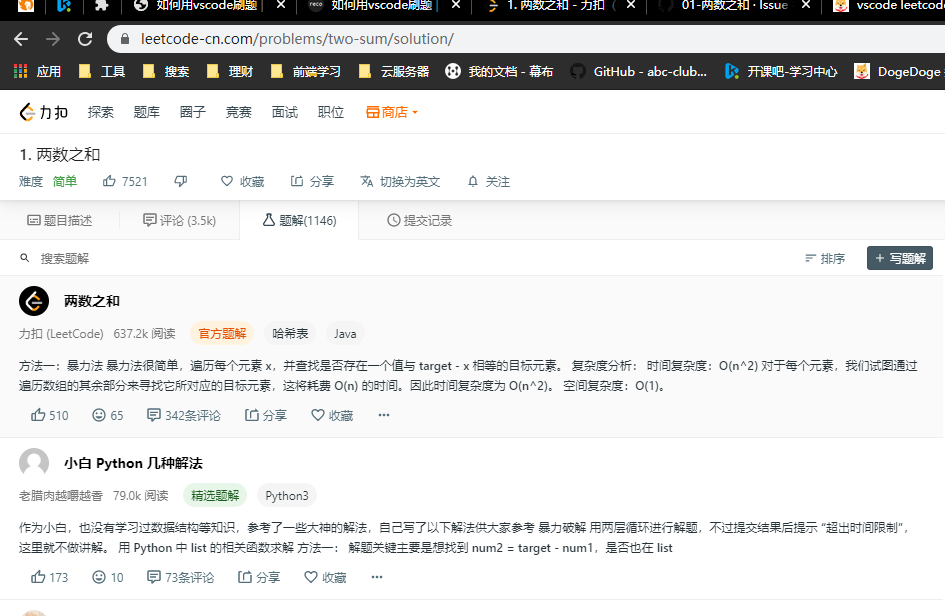 如何用vscode刷题
reco 如何用vscode刷题
1. 两数之和 - 力扣
01-两数之和 · Issue
vscode leetcode
leetcode-cn.com/problems/two-sum/solution/
应用 工具 搜索 理财 前端学习 云服务器 我的文档 - 幕布 GitHub - abc-club... 开课吧-学习中心 DogeDoge
力扣 探索 题库 圈子 竞赛 面试 职位 商店
1. 两数之和
难度 简单 7521 收藏 分享 切换为英文 关注
题目描述 评论 (3.5k) 题解(1146) 提交记录
搜索题解 排序 + 写题解
两数之和
力扣 (LeetCode) 637.2k 阅读 官方题解 哈希表 Java
方法一：暴力法 暴力法很简单，遍历每个元素 x，并查找是否存在一个值与 target - x 相等的目标元素。 复杂度分析： 时间复杂度：O(n^2) 对于每个元素，我们试图通过
遍历数组的其余部分来寻找它所对应的目标元素，这将耗费 O(n) 的时间。因此时间复杂度为 O(n^2)。 空间复杂度：O(1)。
510 65 342条评论 分享 收藏 ···
小白 Python 几种解法
老腊肉越嚼越香 79.0k 阅读 精选题解 Python3
作为小白，也没有学习过数据结构等知识，参考了一些大神的解法，自己写了以下解法供大家参考 暴力破解 用两层循环进行解题，不过提交结果后提示 “超出时间限制”，
这里就不做讲解。 用 Python 中 list 的相关函数求解 方法一： 解题关键主要是想找到 num2 = target - num1，是否也在 list
173 10 73条评论 分享 收藏 ···